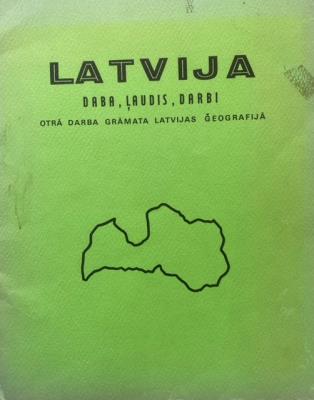 LATVIJA
DABA, ĻAUDIS, DARBI
OTRĀ DARBA GRĀMATA LATVIJAS ĢEOGRAFIJĀ